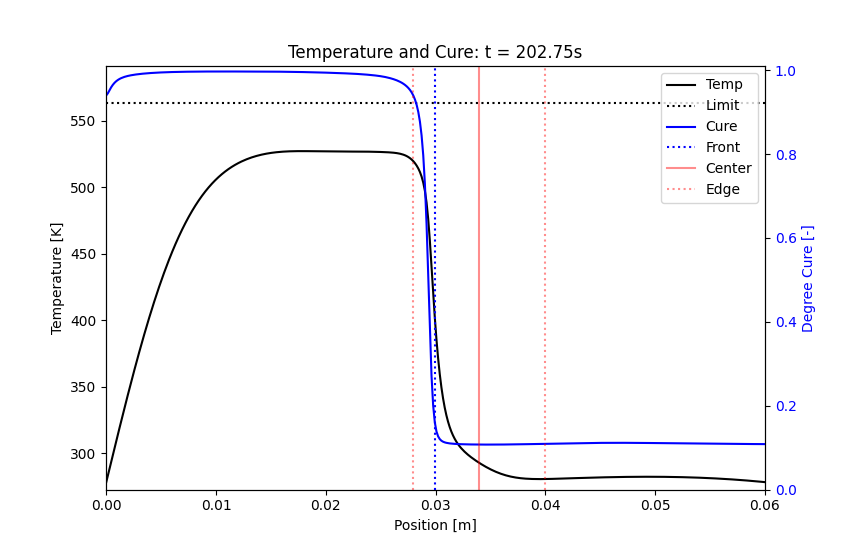 Temperature and Cure: t = 202.75s
Temperature [K]
550
500
450
400
350
300
Temp
Limit
Cure
Front
Center
Edge
1.0
0.8
0.6
0.4
0.2
0.0
Degree Cure [-]
0.00
0.01
0.02
0.03
0.04
0.05
0.06
Position [m]